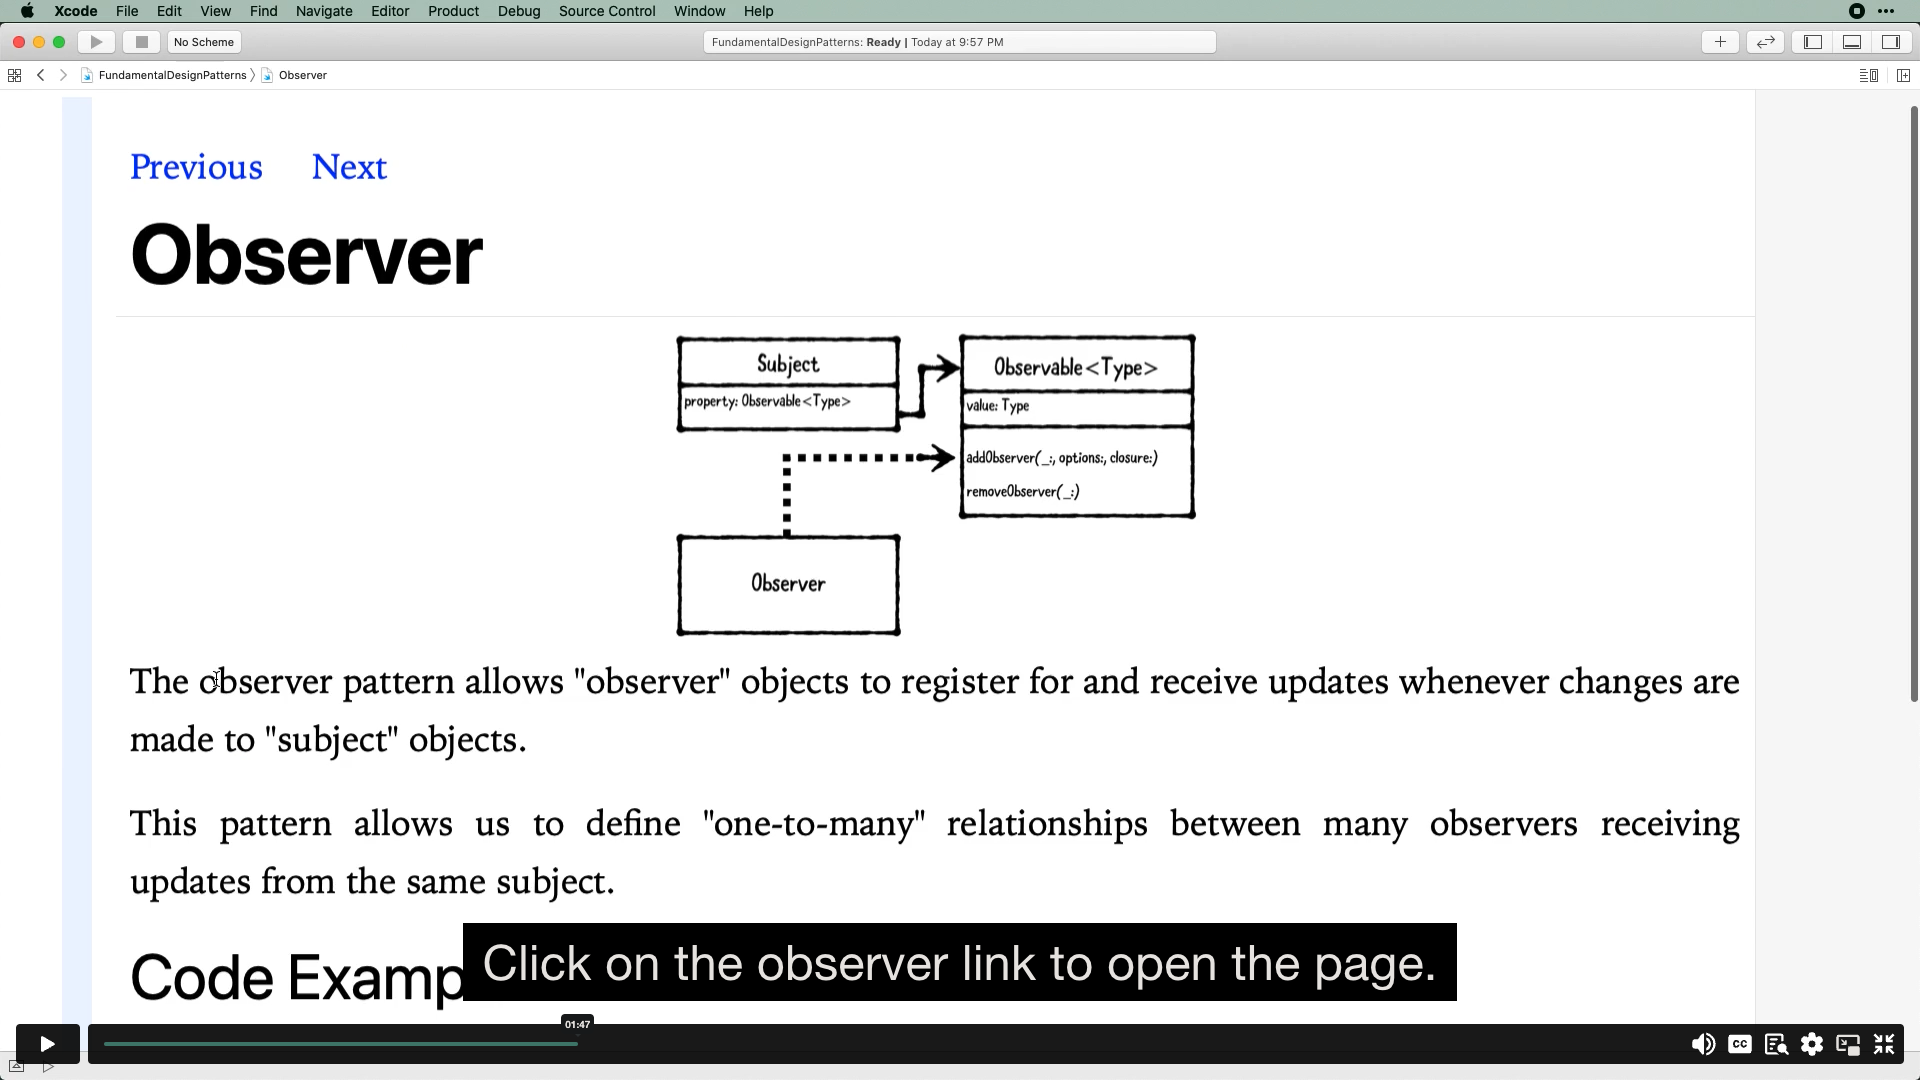 Xcode File Edit View Find Navigate Editor Product Debug Source Control Window Help
No Scheme
FundamentalDesignPatterns: Ready | Today at 9:57 PM
FundamentalDesignPatterns 〉 Observer
Previous Next
Observer
Subject
property: Observable<Type>
Observable<Type>
value: Type
addObserver(_:, options:, closure:)
removeObserver(_:)
Observer
The observer pattern allows "observer" objects to register for and receive updates whenever changes are
made to "subject" objects.
This pattern allows us to define "one-to-many" relationships between many observers receiving
updates from the same subject.
Code Examp
Click on the observer link to open the page.
01:47
CC